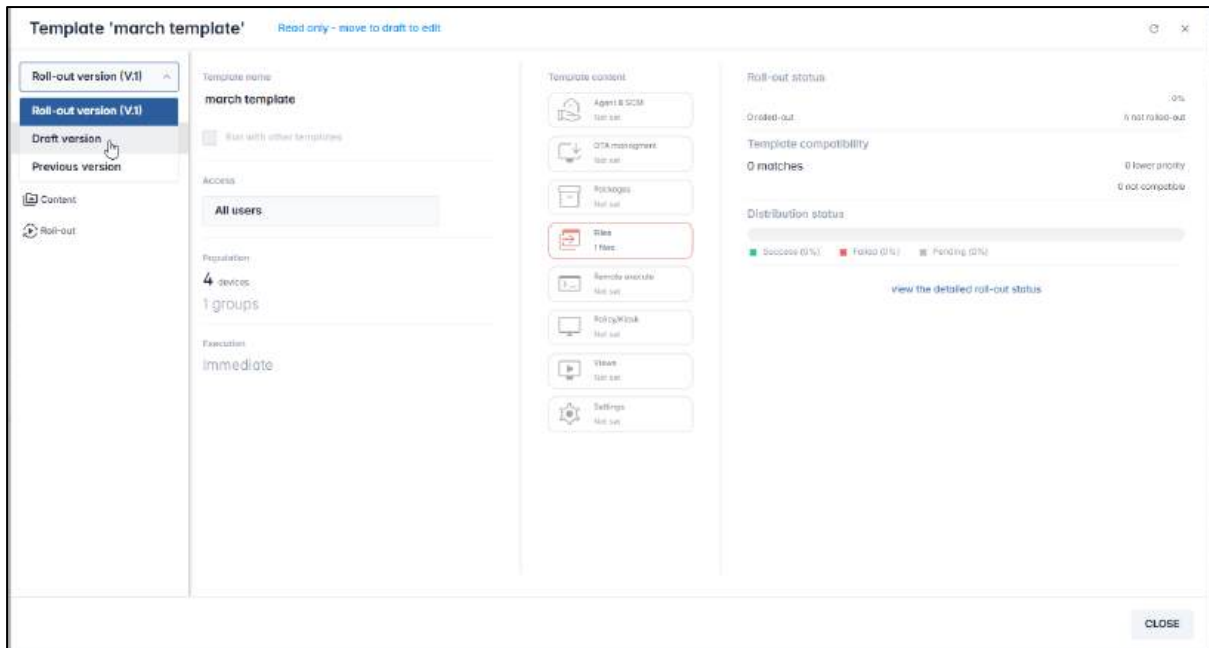 Template 'march template'
Read only - move to draft to edit
Roll-out version (V.1)
Roll-out version (V.1)
Draft version
Previous version
Content
Roll-out
Template name
march template
Run with other templates
Access
All users
Population
4 devices
1 groups
Execution
Immediate
Template content
Agent & SCM
Not set
OTA managment
Not set
Packages
Not set
Files
1 files
Remote execute
Not set
Policy/Kiosk
Not set
Views
Not set
Settings
Not set
Roll-out status
0%
0 rolled-out
not rolled-out
Template compatibility
0 matches
0 lower priority
0 not compatible
Distribution status
Success (0%)
Failed (0%)
Pending (0%)
view the detailed roll-out status
CLOSE